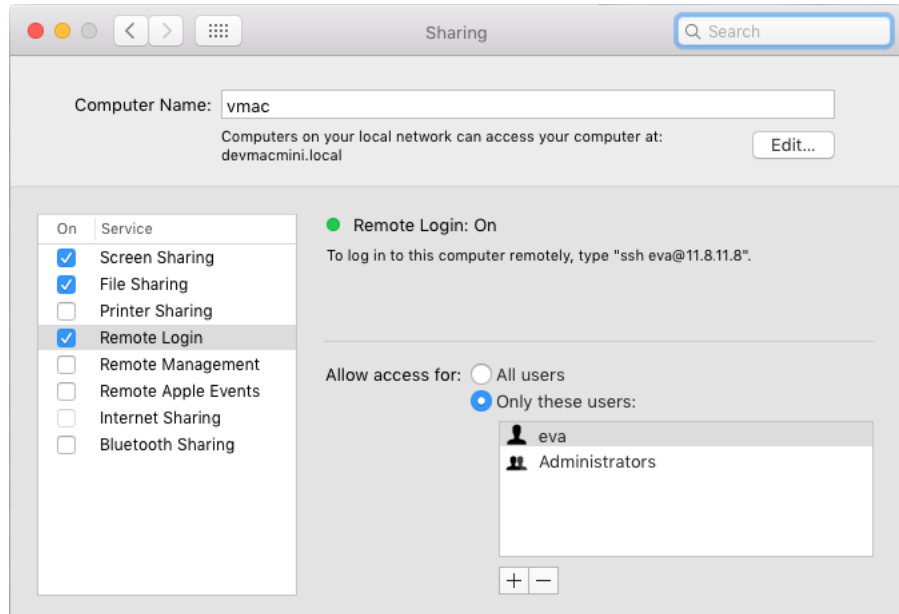 Sharing
Search
Computer Name: vmac
Computers on your local network can access your computer at:
devmacmini.local
Edit...
On Service
Screen Sharing
File Sharing
Printer Sharing
Remote Login
Remote Management
Remote Apple Events
Internet Sharing
Bluetooth Sharing
Remote Login: On
To log in to this computer remotely, type "ssh eva@11.8.11.8".
Allow access for: All users
Only these users:
eva
Administrators
+ −